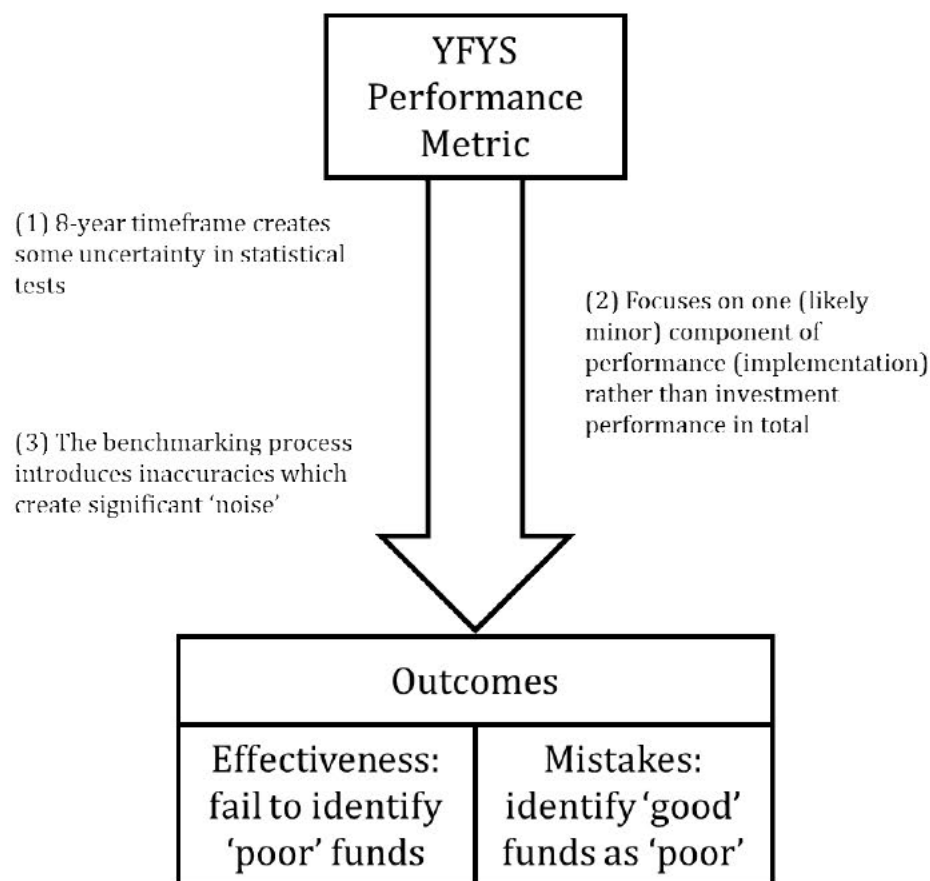 YFYS
Performance
Metric
(1) 8-year timeframe creates
some uncertainty in statistical
tests
(2) Focuses on one (likely
minor) component of
performance (implementation)
rather than investment
performance in total
(3) The benchmarking process
introduces inaccuracies which
create significant ‘noise’
Outcomes
Effectiveness:
fail to identify
‘poor’ funds
Mistakes:
identify ‘good’
funds as ‘poor’